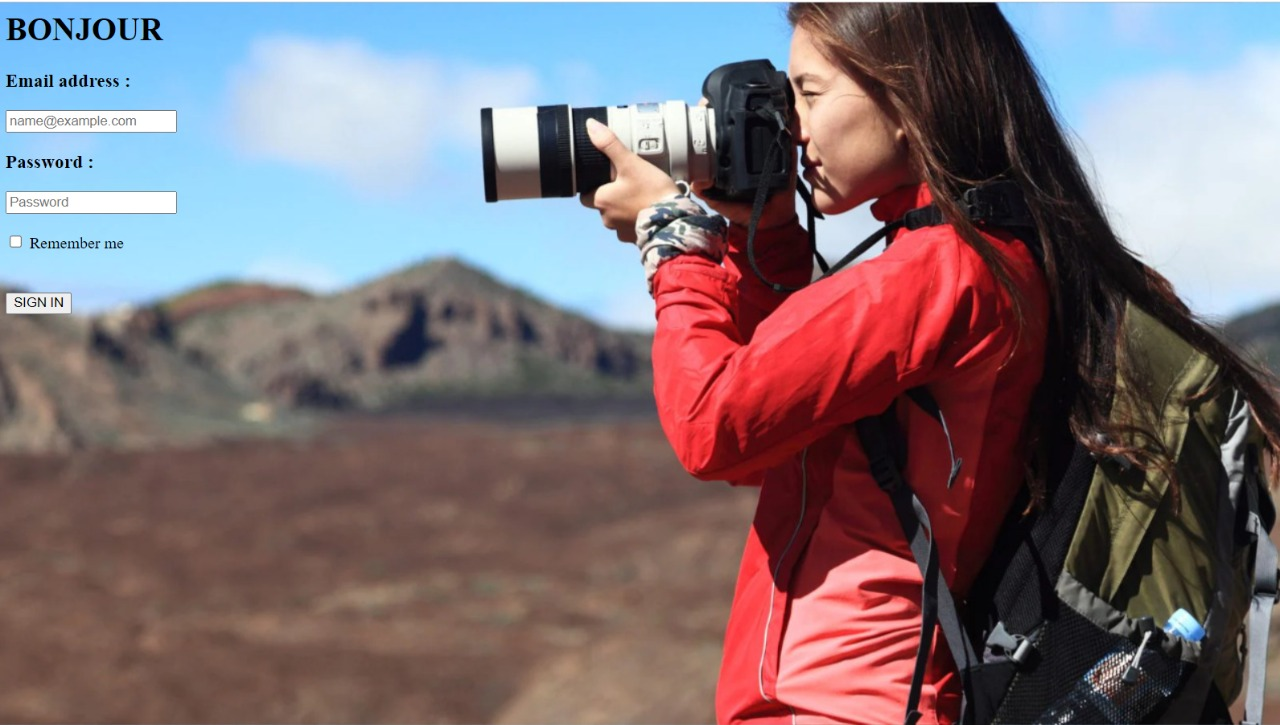 BONJOUR
Email address :
name@example.com
Password :
Password
Remember me
SIGN IN